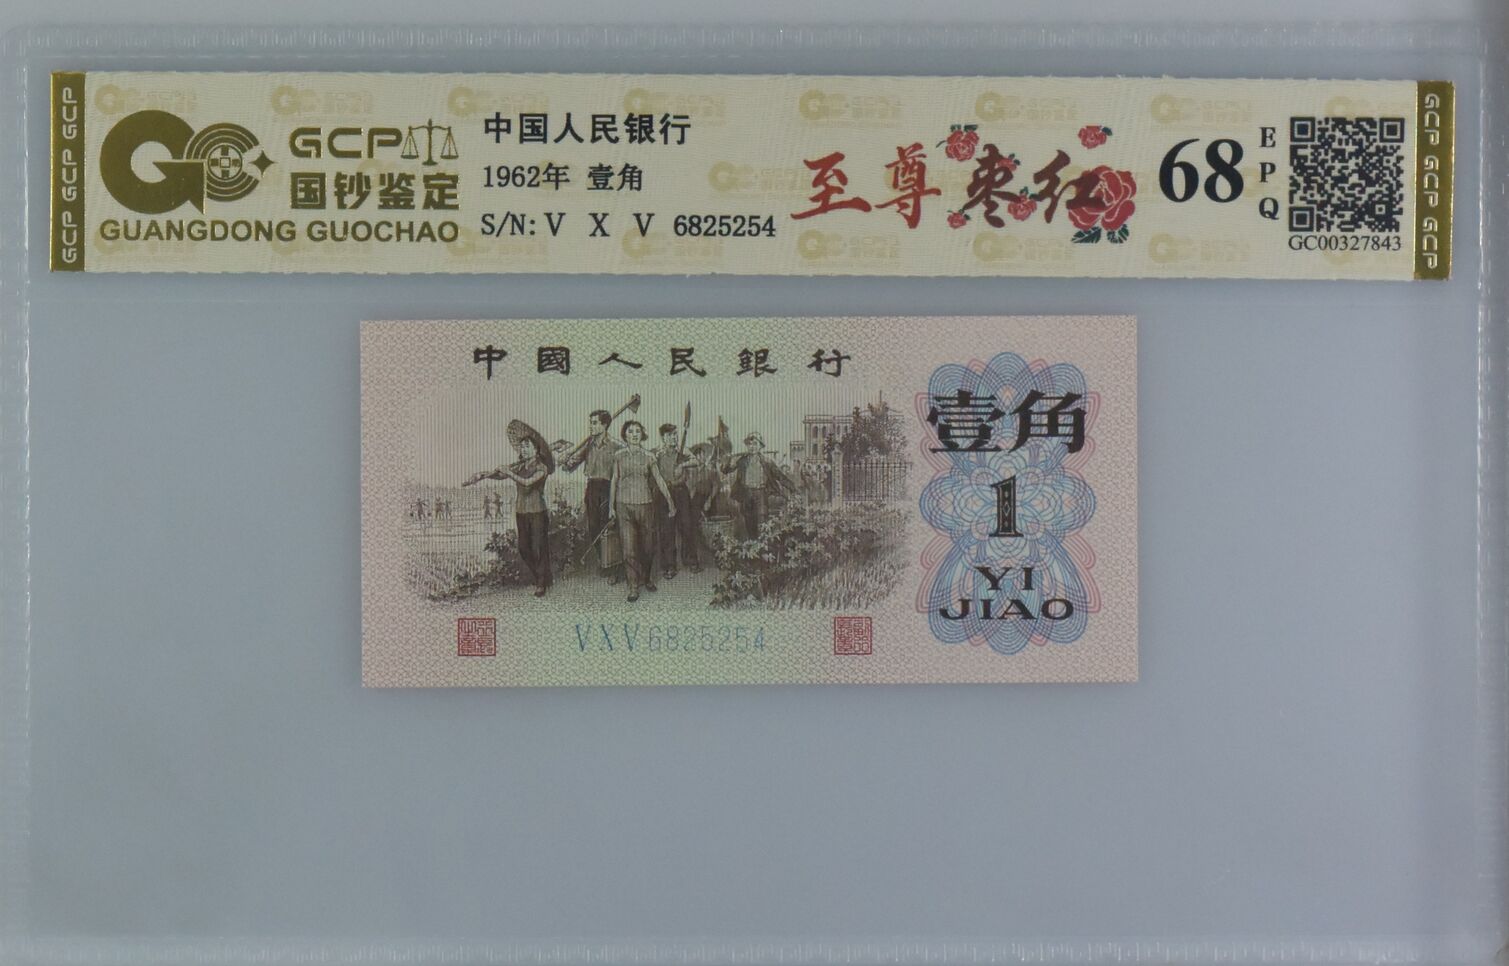 GCP GCP GCP
GCP
国钞鉴定
GUANGDONG GUOCHAO
中国人民银行
1962年 壹角
S/N: V X V 6825254
至尊枣红
68
EPQ
GC00327843
GCP GCP GCP
中國人民銀行
壹角
1
YI
JIAO
VXV6825254